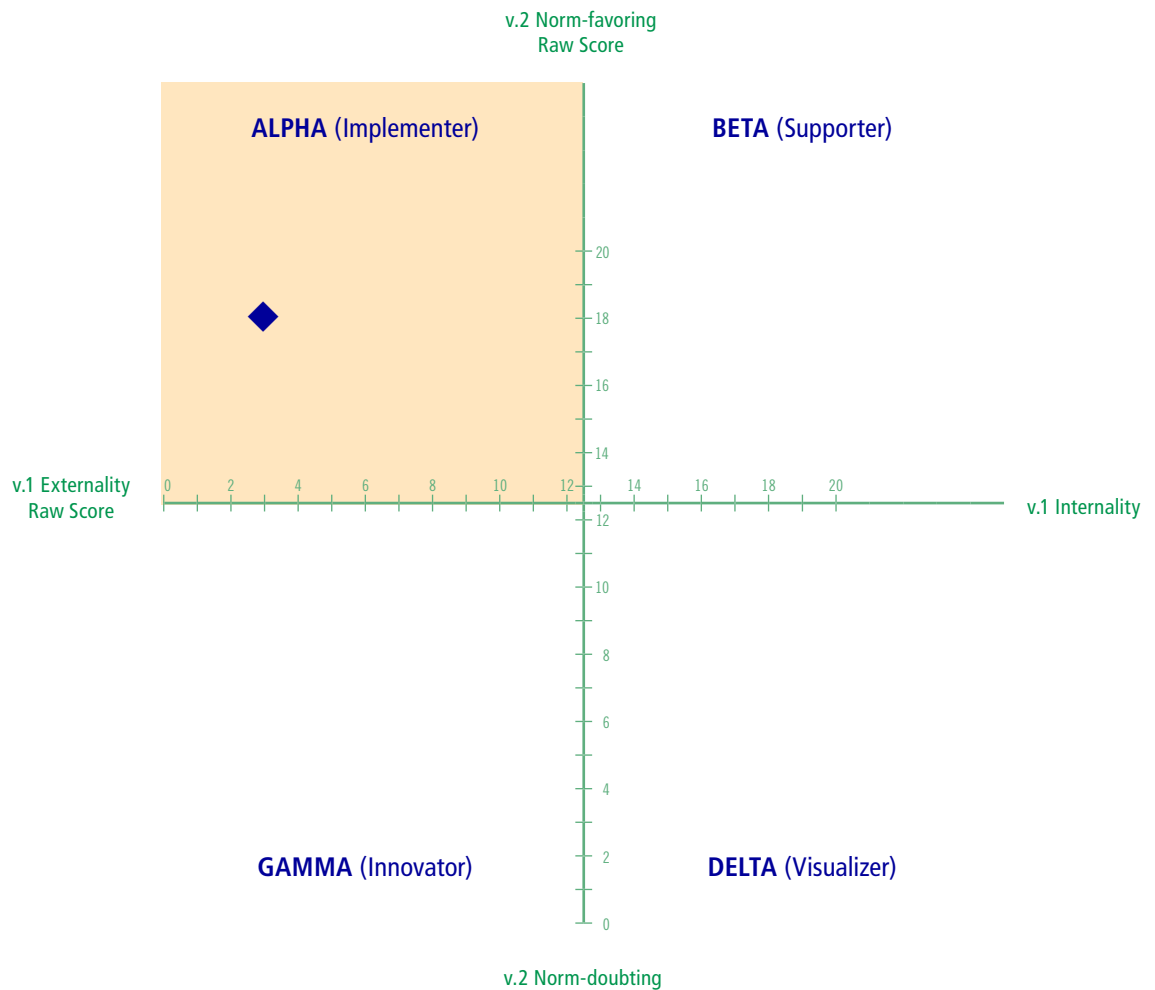 v.2 Norm-favoring
Raw Score
ALPHA (Implementer)
BETA (Supporter)
20
18
16
14
v.1 Externality
Raw Score
0 2 4 6 8 10 12 14 16 18 20
v.1 Internality
12
10
8
6
4
2
0
GAMMA (Innovator)
DELTA (Visualizer)
v.2 Norm-doubting